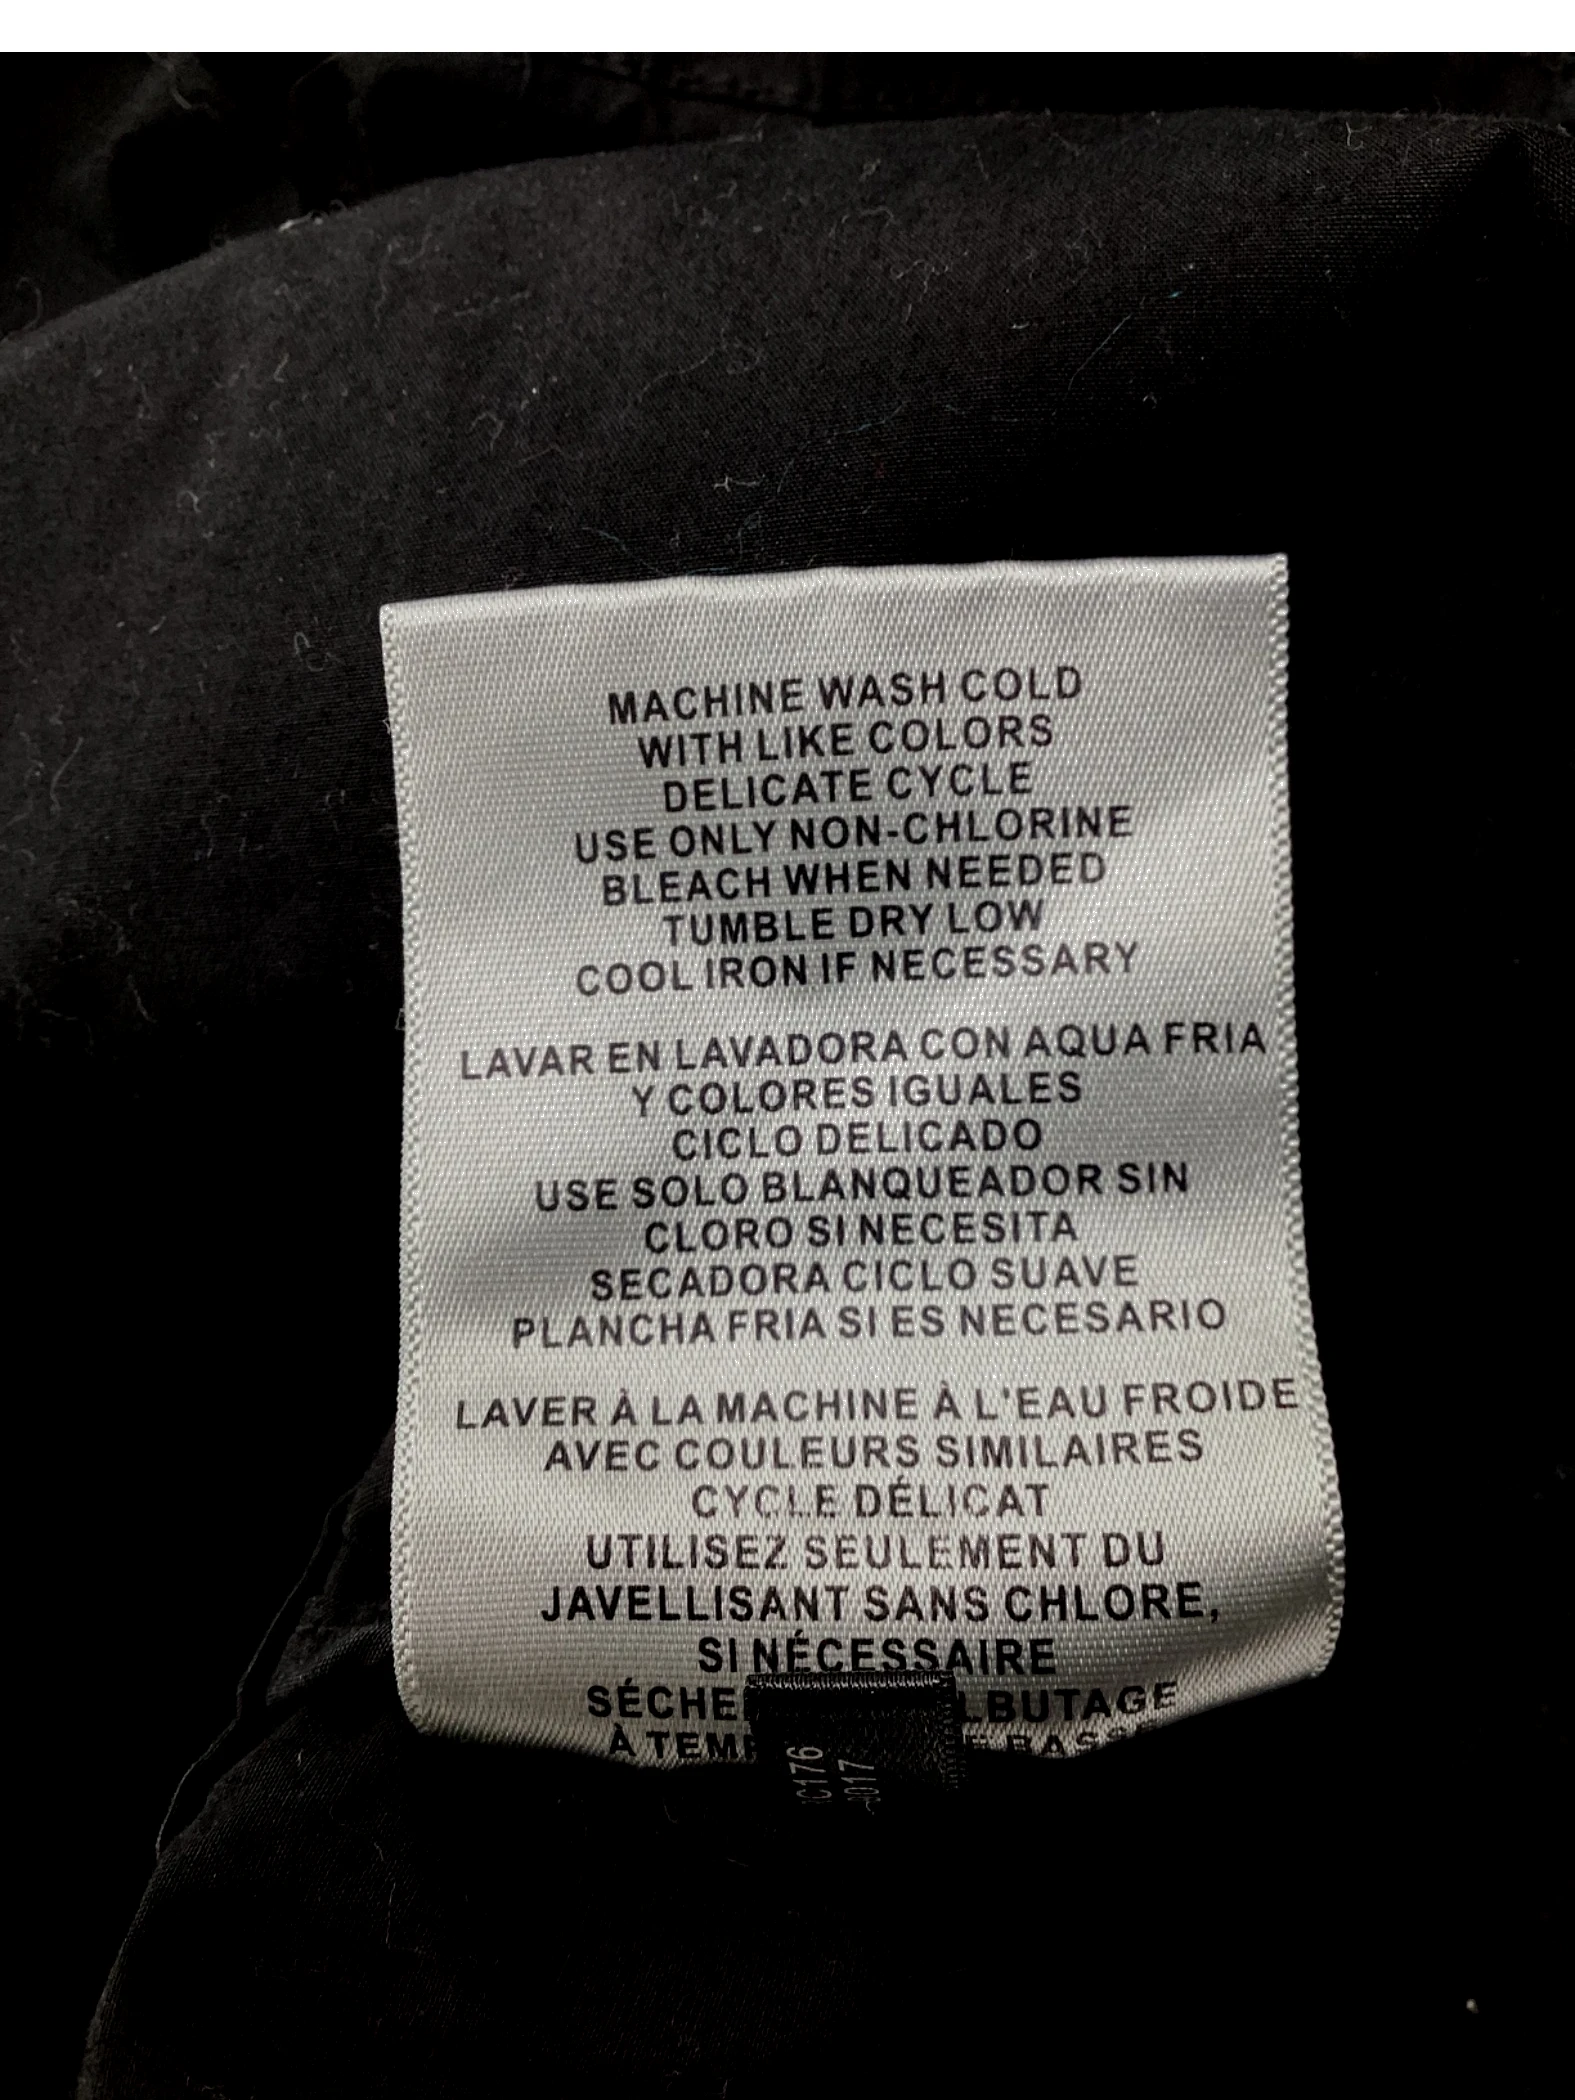 MACHINE WASH COLD
WITH LIKE COLORS
DELICATE CYCLE
USE ONLY NON-CHLORINE
BLEACH WHEN NEEDED
TUMBLE DRY LOW
COOL IRON IF NECESSARY
LAVAR EN LAVADORA CON AQUA FRIA
Y COLORES IGUALES
CICLO DELICADO
USE SOLO BLANQUEADOR SIN
CLORO SI NECESITA
SECADORA CICLO SUAVE
PLANCHA FRIA SI ES NECESARIO
LAVER À LA MACHINE À L'EAU FROIDE
AVEC COULEURS SIMILAIRES
CYCLE DÉLICAT
UTILISEZ SEULEMENT DU
JAVELLISANT SANS CHLORE,
SI NÉCESSAIRE
À